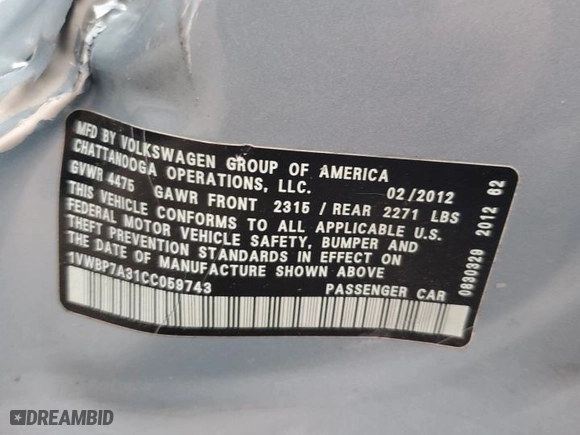 MFD BY VOLKSWAGEN GROUP OF AMERICA
CHATTANOOGA OPERATIONS, LLC.
02/2012
GVWR 4475 GAWR FRONT 2315 / REAR 2271 LBS
THIS VEHICLE CONFORMS TO ALL APPLICABLE U.S.
FEDERAL MOTOR VEHICLE SAFETY, BUMPER AND
THEFT PREVENTION STANDARDS IN EFFECT ON
THE DATE OF MANUFACTURE SHOWN ABOVE
1VWBP7A31CC059743
PASSENGER CAR
0830329 2012 62
DREAMBID